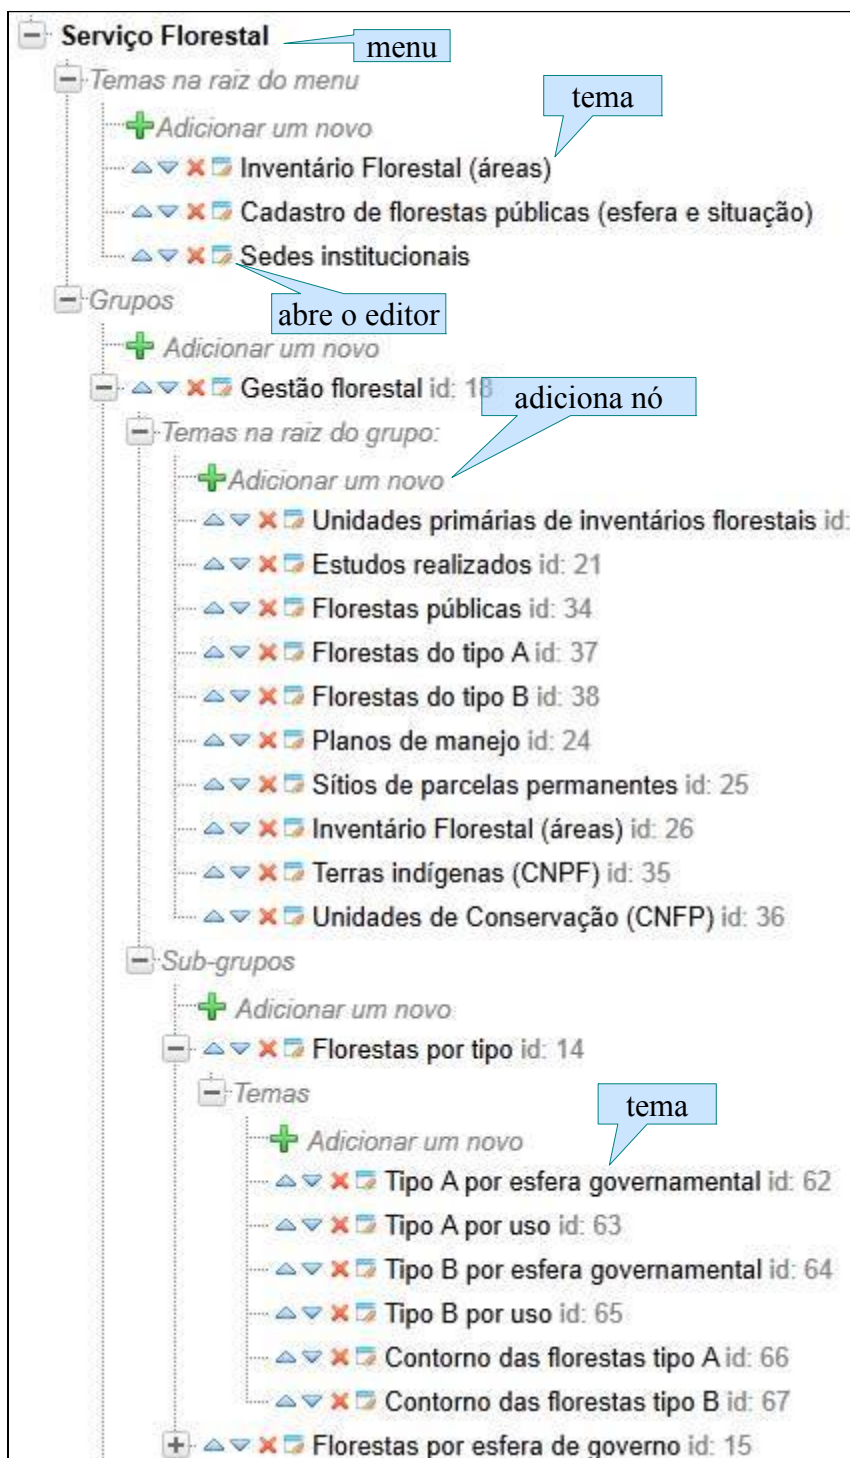 Serviço Florestal
menu
Temas na raiz do menu
tema
Adicionar um novo
Inventário Florestal (áreas)
Cadastro de florestas públicas (esfera e situação)
Sedes institucionais
Grupos
abre o editor
Adicionar um novo
Gestão florestal id: 18
adiciona nó
Temas na raiz do grupo:
Adicionar um novo
Unidades primárias de inventários florestais id:
Estudos realizados id: 21
Florestas públicas id: 34
Florestas do tipo A id: 37
Florestas do tipo B id: 38
Planos de manejo id: 24
Sítios de parcelas permanentes id: 25
Inventário Florestal (áreas) id: 26
Terras indígenas (CNPF) id: 35
Unidades de Conservação (CNFP) id: 36
Sub-grupos
Adicionar um novo
Florestas por tipo id: 14
Temas
tema
Adicionar um novo
Tipo A por esfera governamental id: 62
Tipo A por uso id: 63
Tipo B por esfera governamental id: 64
Tipo B por uso id: 65
Contorno das florestas tipo A id: 66
Contorno das florestas tipo B id: 67
Florestas por esfera de governo id: 15